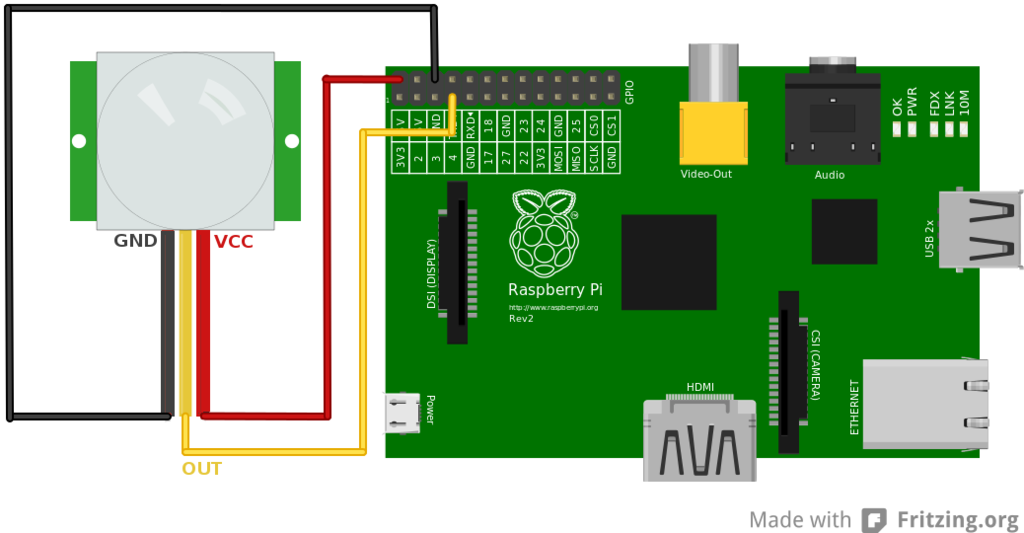 GND
VCC
OUT
1
GPIO
V
V
ND
RXD
18
GND
23
24
GND
25
CS0
CS1
3V3
2
3
4
GND
17
27
22
3V3
MOSI
MISO
SCLK
GND
Video-Out
Audio
OK
PWR
FDX
LNK
10M
USB 2x
DSI (DISPLAY)
®
Raspberry Pi
http://www.raspberrypi.org
Rev2
Power
HDMI
CSI (CAMERA)
ETHERNET
Made with Fritzing.org